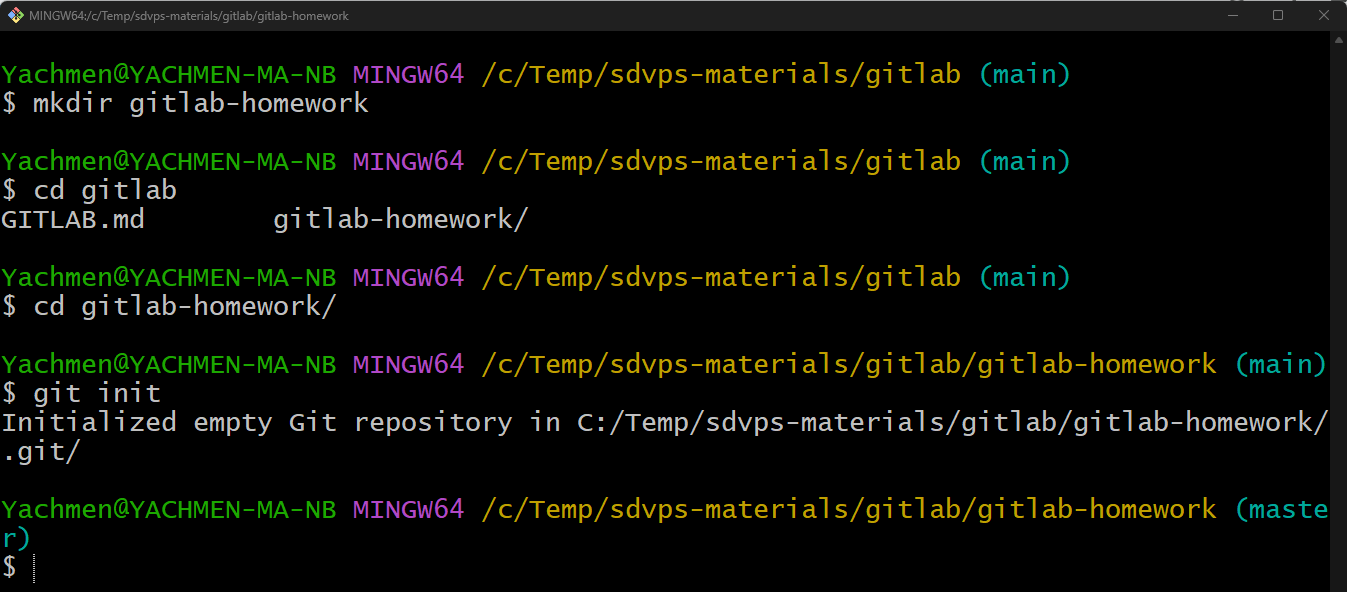 MINGW64:/c/Temp/sdvps-materials/gitlab/gitlab-homework
Yachmen@YACHMEN-MA-NB MINGW64 /c/Temp/sdvps-materials/gitlab (main)
$ mkdir gitlab-homework
Yachmen@YACHMEN-MA-NB MINGW64 /c/Temp/sdvps-materials/gitlab (main)
$ cd gitlab
GITLAB.md        gitlab-homework/
Yachmen@YACHMEN-MA-NB MINGW64 /c/Temp/sdvps-materials/gitlab (main)
$ cd gitlab-homework/
Yachmen@YACHMEN-MA-NB MINGW64 /c/Temp/sdvps-materials/gitlab/gitlab-homework (main)
$ git init
Initialized empty Git repository in C:/Temp/sdvps-materials/gitlab/gitlab-homework/
.git/
Yachmen@YACHMEN-MA-NB MINGW64 /c/Temp/sdvps-materials/gitlab/gitlab-homework (maste
r)
$